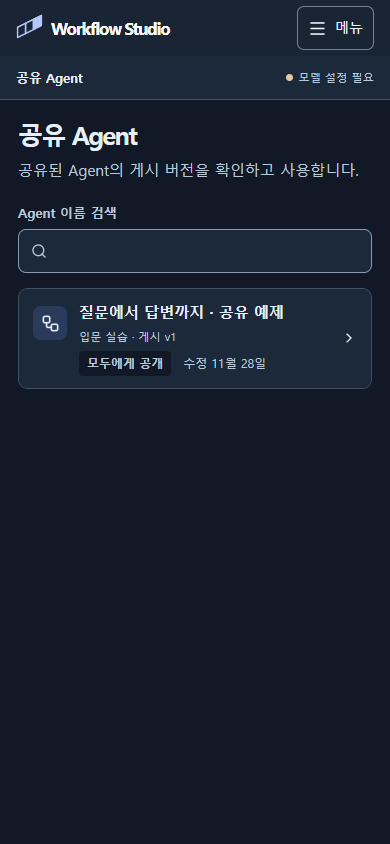 Workflow Studio
메뉴
공유 Agent
모델 설정 필요
공유 Agent
공유된 Agent의 게시 버전을 확인하고 사용합니다.
Agent 이름 검색
질문에서 답변까지 · 공유 예제
입문 실습 · 게시 v1
모두에게 공개 수정 11월 28일